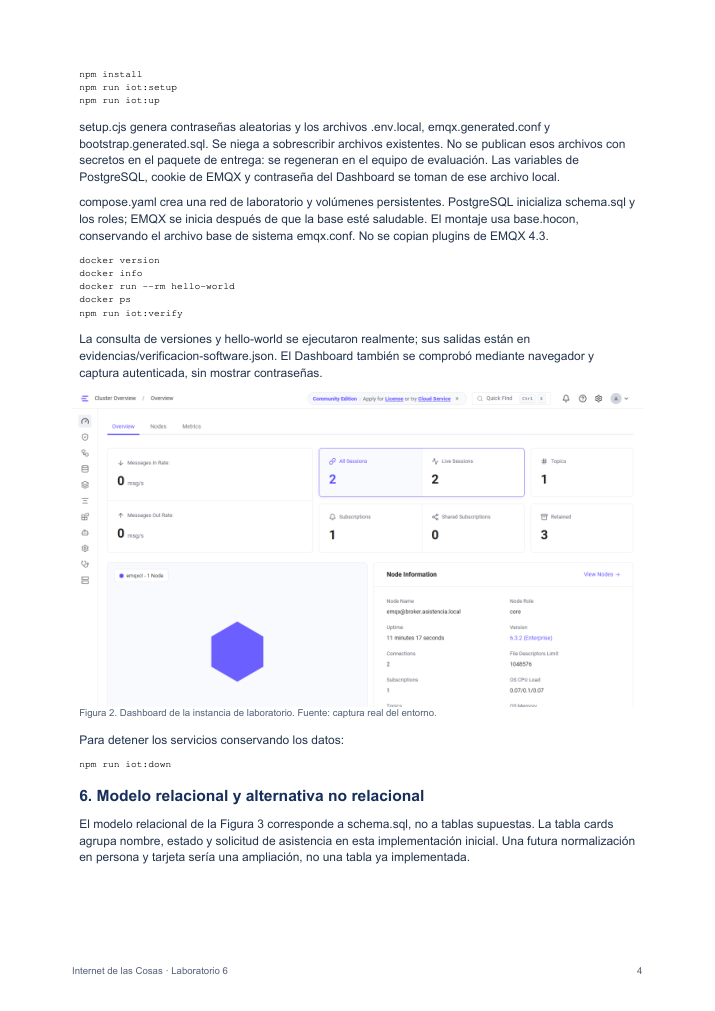 npm install
npm run iot:setup
npm run iot:up
setup.cjs genera contraseñas aleatorias y los archivos .env.local, emqx.generated.conf y
bootstrap.generated.sql. Se niega a sobrescribir archivos existentes. No se publican esos archivos con
secretos en el paquete de entrega: se regeneran en el equipo de evaluación. Las variables de
PostgreSQL, cookie de EMQX y contraseña del Dashboard se toman de ese archivo local.
compose.yaml crea una red de laboratorio y volúmenes persistentes. PostgreSQL inicializa schema.sql y
los roles; EMQX se inicia después de que la base esté saludable. El montaje usa base.hocon,
conservando el archivo base de sistema emqx.conf. No se copian plugins de EMQX 4.3.
docker version
docker info
docker run --rm hello-world
docker ps
npm run iot:verify
La consulta de versiones y hello-world se ejecutaron realmente; sus salidas están en
evidencias/verificacion-software.json. El Dashboard también se comprobó mediante navegador y
captura autenticada, sin mostrar contraseñas.
Cluster Overview / Overview
Community Edition : Apply for License or try Cloud Service ×
Quick Find Ctrl K
A
Overview Nodes Metrics
Messages In Rate:
0 msg/s
All Sessions
2
Live Sessions
2
Topics
1
Messages Out Rate:
0 msg/s
Subscriptions
1
Shared Subscriptions
0
Retained
3
emqxcl - 1 Node
Node Information
View Nodes →
Node Name
emqx@broker.asistencia.local
Node Role
core
Uptime
11 minutes 17 seconds
Version
6.3.2 (Enterprise)
Connections
2
File Descriptors Limit
1048576
Subscriptions
1
OS CPU Load
0.07/0.1/0.07
Topics
OS Memory
Figura 2. Dashboard de la instancia de laboratorio. Fuente: captura real del entorno.
Para detener los servicios conservando los datos:
npm run iot:down
6. Modelo relacional y alternativa no relacional
El modelo relacional de la Figura 3 corresponde a schema.sql, no a tablas supuestas. La tabla cards
agrupa nombre, estado y solicitud de asistencia en esta implementación inicial. Una futura normalización
en persona y tarjeta sería una ampliación, no una tabla ya implementada.
Internet de las Cosas · Laboratorio 6
4